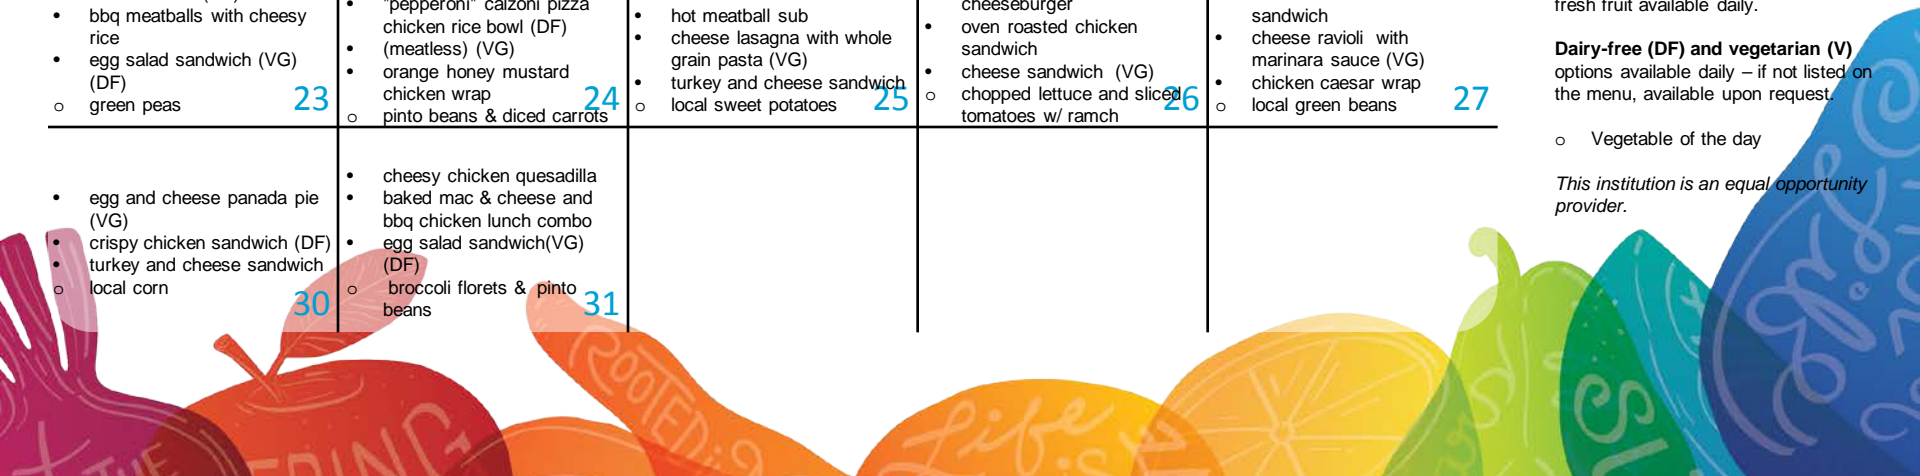 bbq meatballs with cheesy
rice
egg salad sandwich (VG)
(DF)
green peas
23
"pepperoni" calzoni pizza
chicken rice bowl (DF)
(meatless) (VG)
orange honey mustard
chicken wrap
pinto beans & diced carrots
24
hot meatball sub
cheese lasagna with whole
grain pasta (VG)
turkey and cheese sandwich
local sweet potatoes
25
cheeseburger
oven roasted chicken
sandwich
cheese sandwich (VG)
chopped lettuce and sliced
tomatoes w/ ramch
26
sandwich
cheese ravioli with
marinara sauce (VG)
chicken caesar wrap
local green beans
27
egg and cheese panada pie
(VG)
crispy chicken sandwich (DF)
turkey and cheese sandwich
local corn
30
cheesy chicken quesadilla
baked mac & cheese and
bbq chicken lunch combo
egg salad sandwich(VG)
(DF)
broccoli florets & pinto
beans
31
fresh fruit available daily.
Dairy-free (DF) and vegetarian (V)
options available daily – if not listed on
the menu, available upon request.
Vegetable of the day
This institution is an equal opportunity
provider.
THE
ROOTED in
Life
is